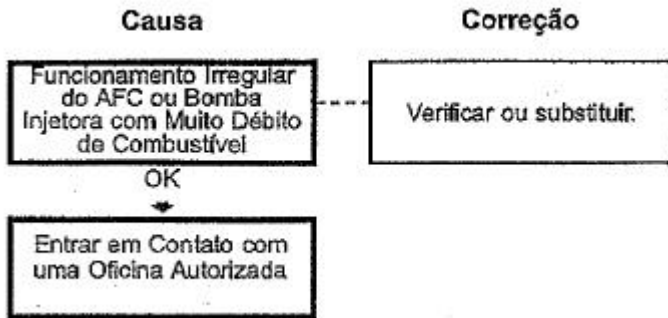 Causa
Correção
Funcionamento Irregular
do AFC ou Bomba
Injetora com Muito Débito
de Combustível
Verificar ou substituir.
OK
Entrar em Contato com
uma Oficina Autorizada